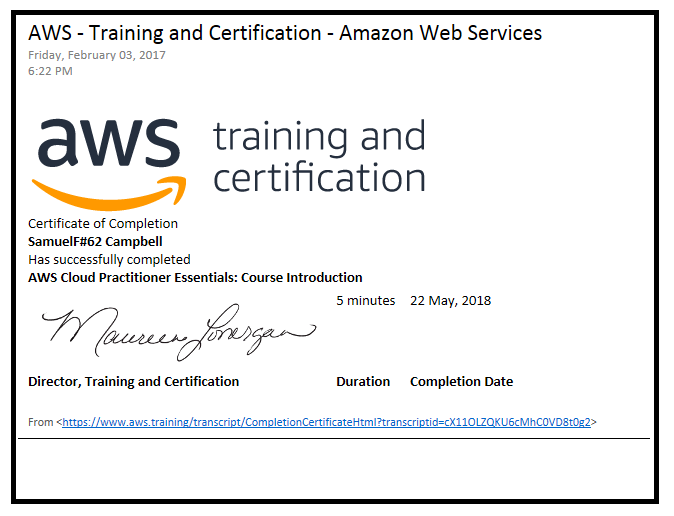 AWS - Training and Certification - Amazon Web Services
Friday, February 03, 2017
6:22 PM
aws training and
certification
Certificate of Completion
SamuelF#62 Campbell
Has successfully completed
AWS Cloud Practitioner Essentials: Course Introduction
5 minutes 22 May, 2018
Maureen Lonergan
Director, Training and Certification Duration Completion Date
From <https://www.aws.training/transcript/CompletionCertificateHtml?transcriptid=cX11OLZQKU6cMhC0VD8t0g2>